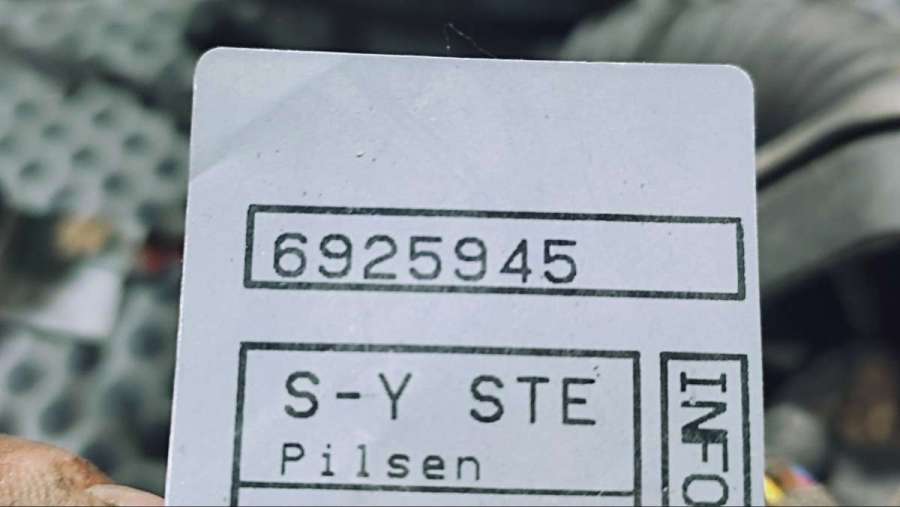 6925945
S-Y STE
Pilsen
INFO